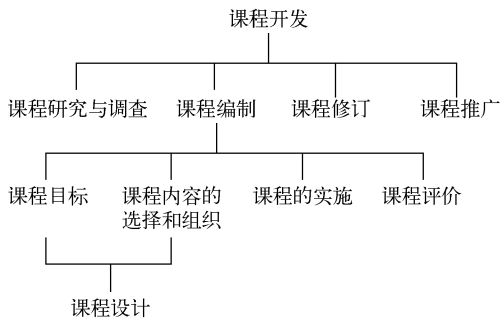 课程开发
课程研究与调查
课程编制
课程修订
课程推广
课程目标
课程内容的
选择和组织
课程的实施
课程评价
课程设计